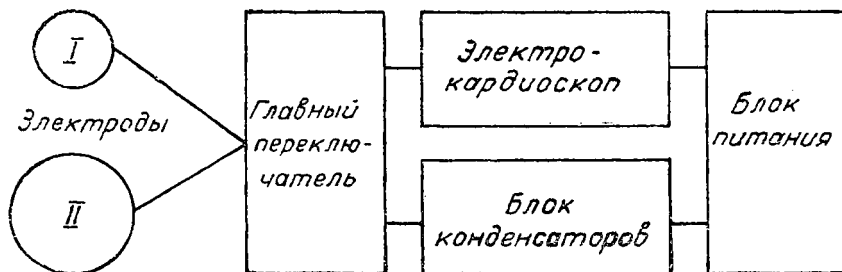 I
Электроды
II
Главный
переклю-
чатель
Электро-
кардиоскоп
Блок
конденсаторов
Блок
питания